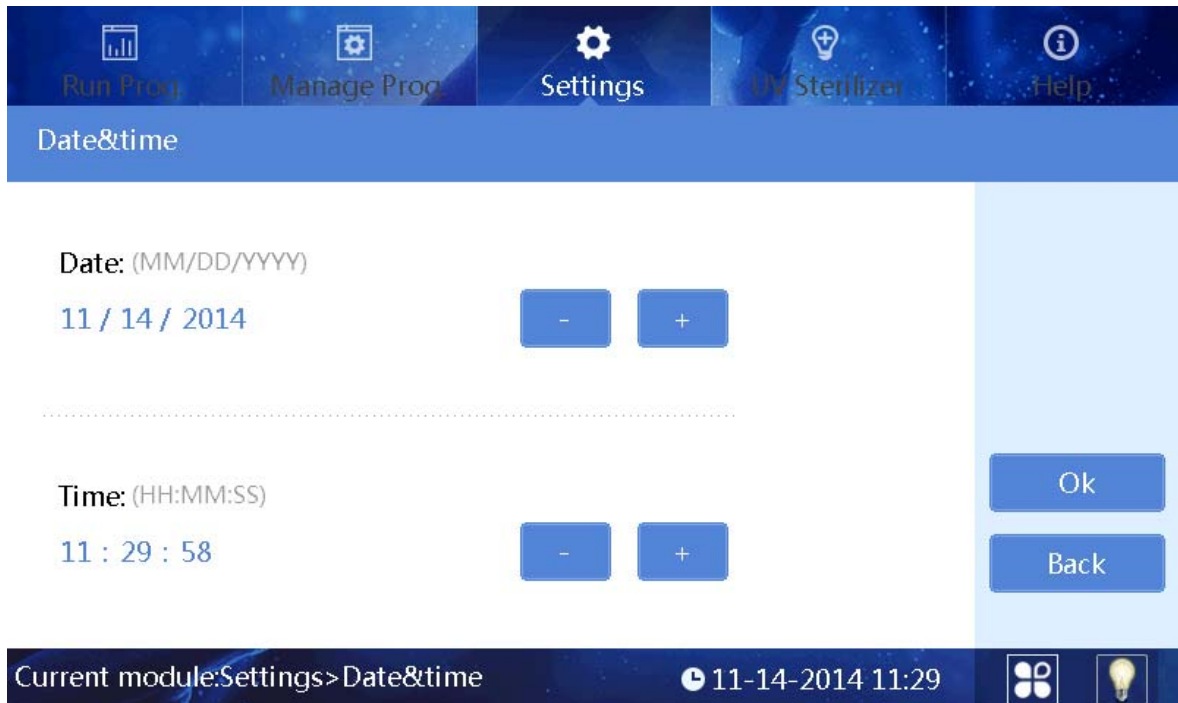 Run Prog.
Manage Prog.
Settings
UV Sterilizer
Help
Date&time
Date: (MM/DD/YYYY)
11 / 14 / 2014
- +
Time: (HH:MM:SS)
11 : 29 : 58
- +
Ok
Back
Current module:Settings>Date&time
11-14-2014 11:29